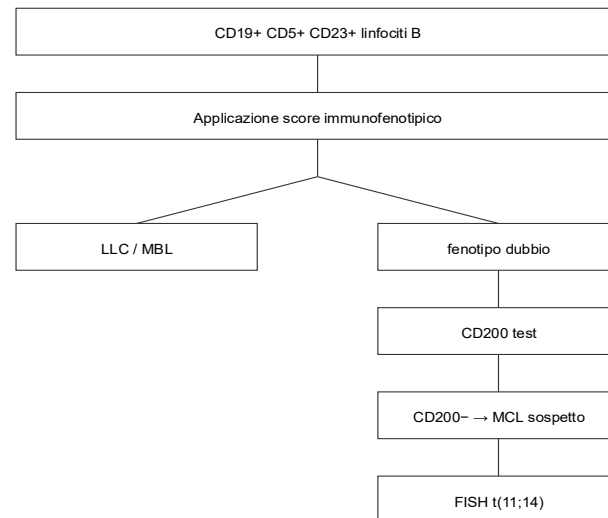 CD19+ CD5+ CD23+ linfociti B
Applicazione score immunofenotipico
LLC / MBL
fenotipo dubbio
CD200 test
CD200− → MCL sospetto
FISH t(11;14)